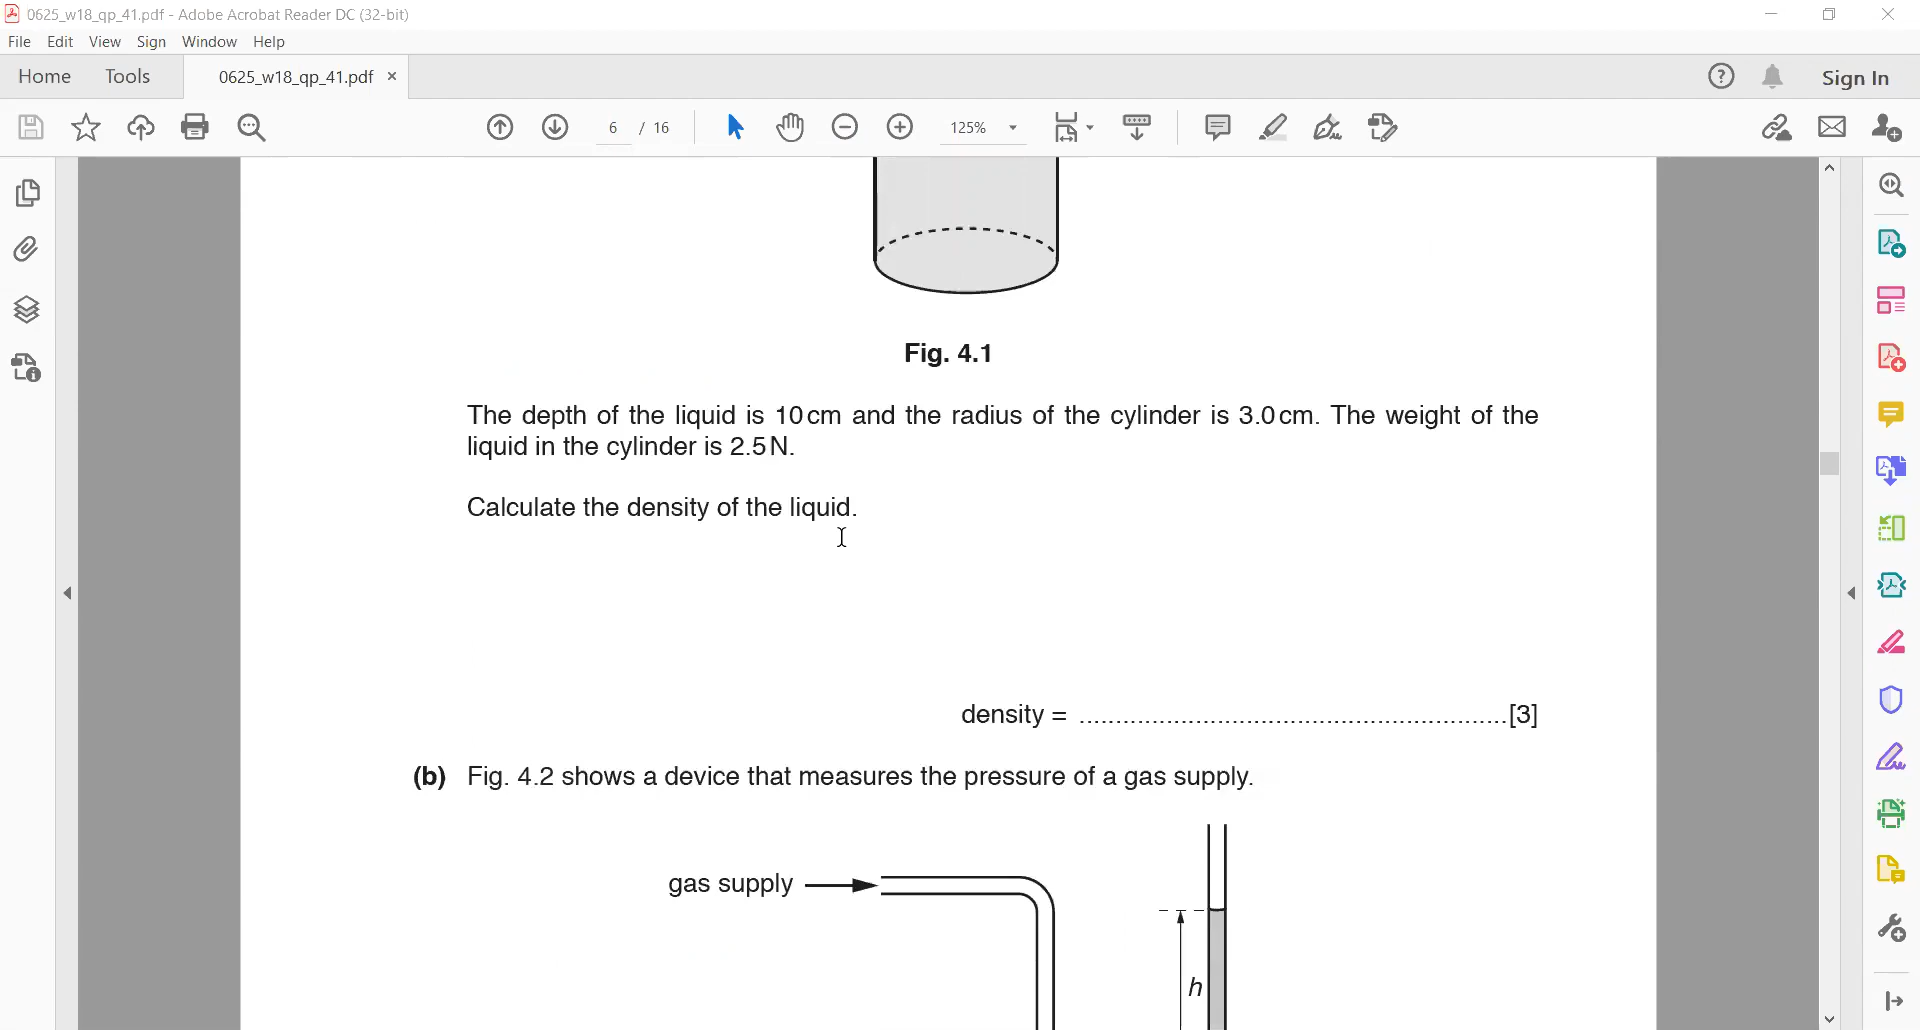 0625_w18_qp_41.pdf - Adobe Acrobat Reader DC (32-bit)
File Edit View Sign Window Help
Home Tools 0625_w18_qp_41.pdf × Sign In
6 / 16 125%
Fig. 4.1
The depth of the liquid is 10 cm and the radius of the cylinder is 3.0 cm. The weight of the
liquid in the cylinder is 2.5 N.
Calculate the density of the liquid.
density = ...........................................................[3]
(b) Fig. 4.2 shows a device that measures the pressure of a gas supply.
gas supply
h